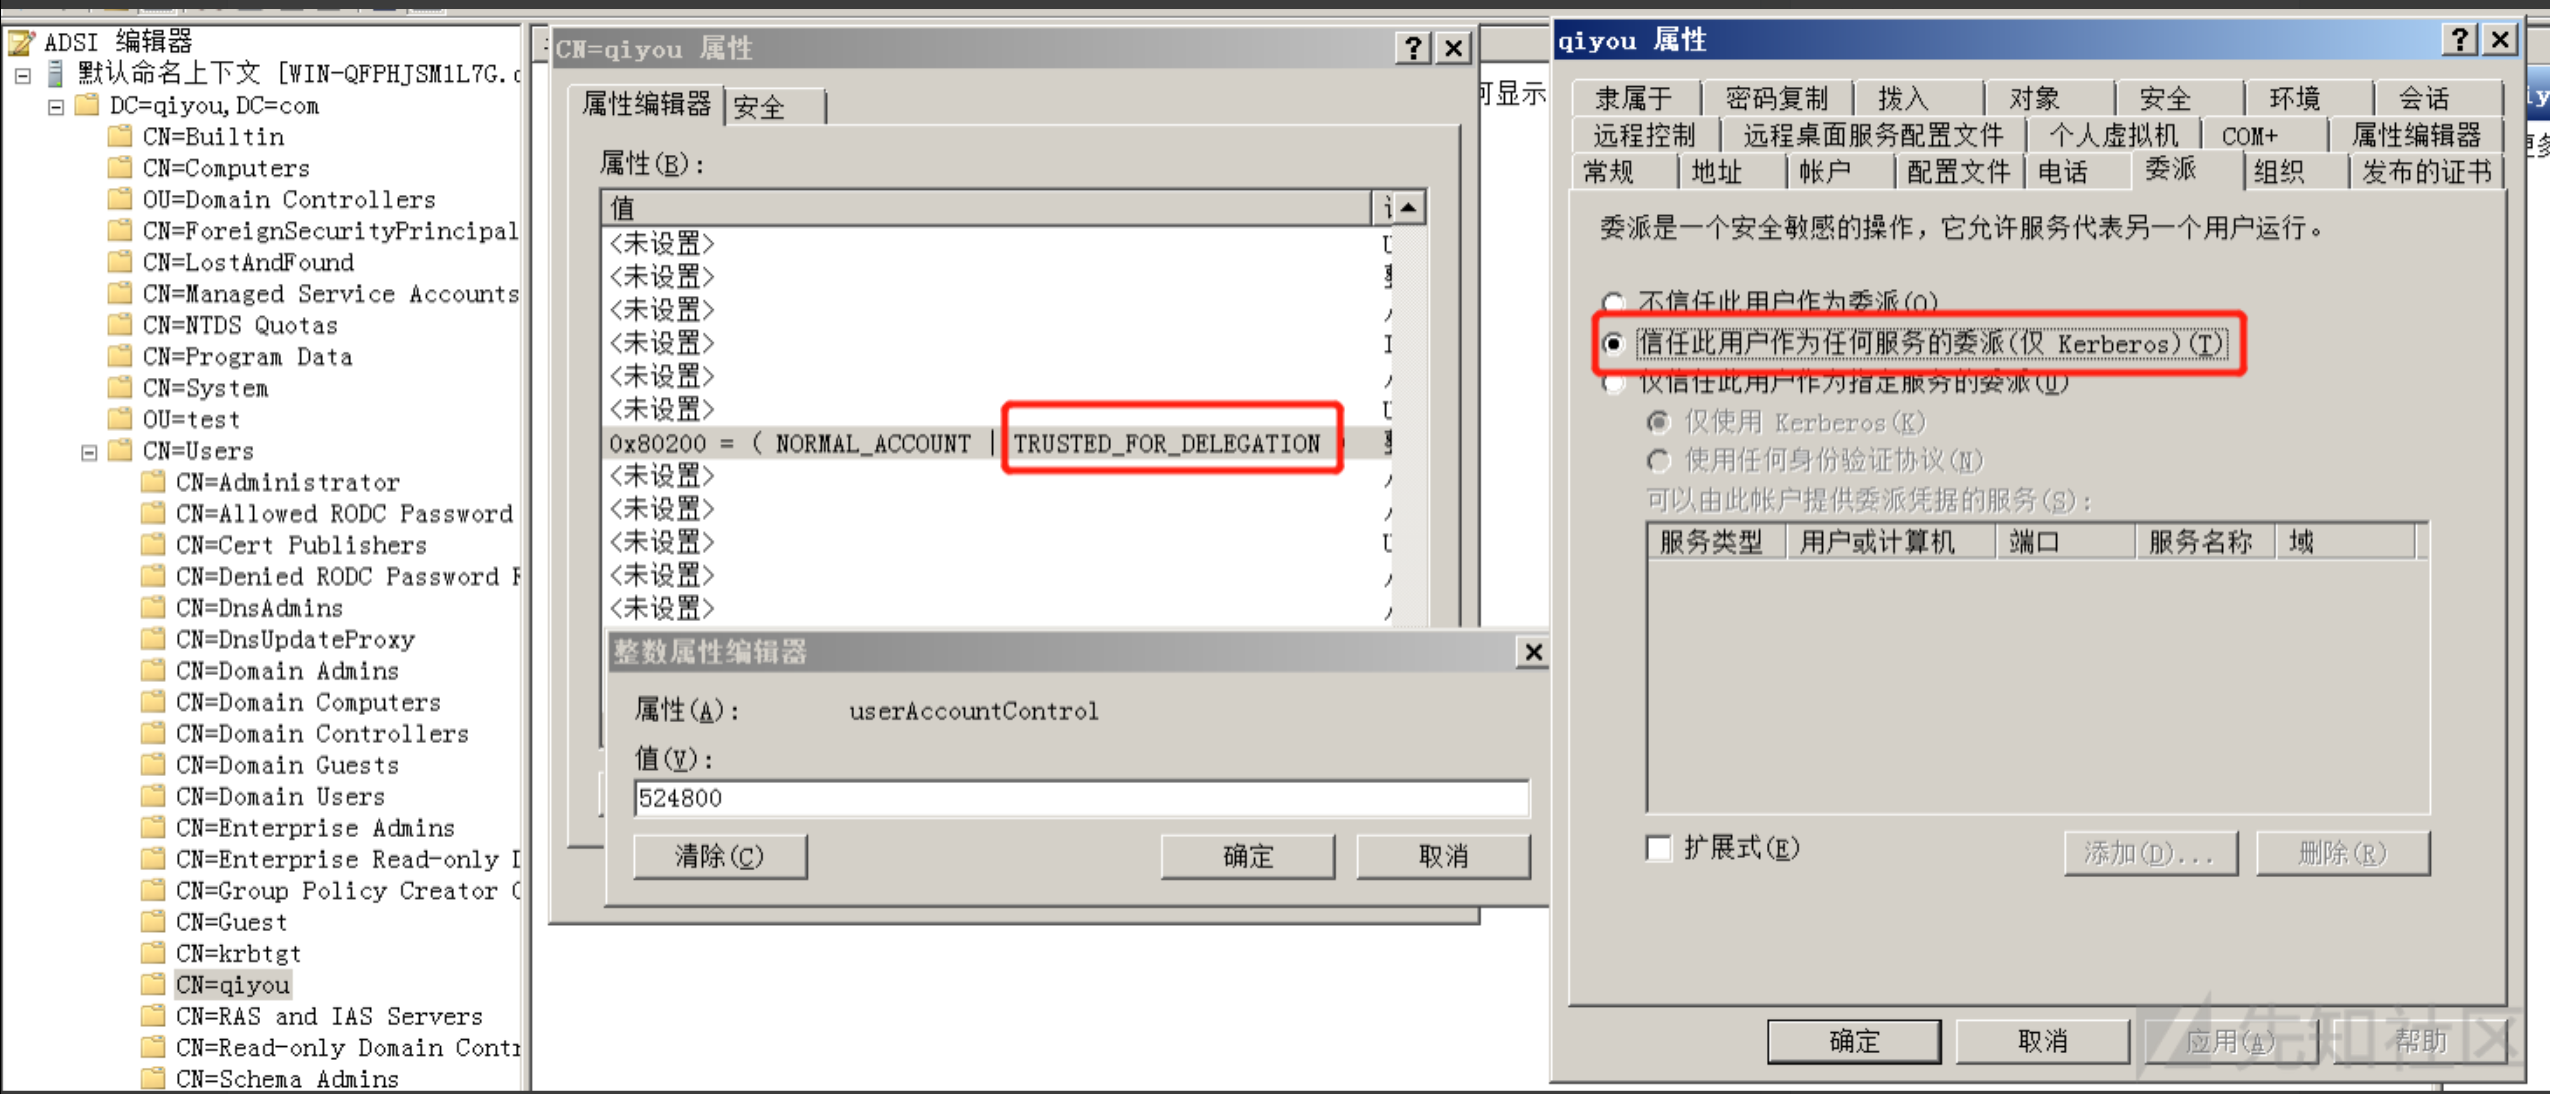 ADSI 编辑器
默认命名上下文 [WIN-QFPHJSM1L7G.
DC=qiyou,DC=com
CN=Builtin
CN=Computers
OU=Domain Controllers
CN=ForeignSecurityPrincipal
CN=LostAndFound
CN=Managed Service Accounts
CN=NTDS Quotas
CN=Program Data
CN=System
OU=test
CN=Users
CN=Administrator
CN=Allowed RODC Password
CN=Cert Publishers
CN=Denied RODC Password
CN=DnsAdmins
CN=DnsUpdateProxy
CN=Domain Admins
CN=Domain Computers
CN=Domain Controllers
CN=Domain Guests
CN=Domain Users
CN=Enterprise Admins
CN=Enterprise Read-only
CN=Group Policy Creator
CN=Guest
CN=krbtgt
CN=qiyou
CN=RAS and IAS Servers
CN=Read-only Domain Contr
CN=Schema Admins
CN=qiyou 属性
属性编辑器 安全
属性(B):
值
<未设置>
<未设置>
<未设置>
<未设置>
<未设置>
<未设置>
0x80200 = ( NORMAL_ACCOUNT | TRUSTED_FOR_DELEGATION
<未设置>
<未设置>
<未设置>
<未设置>
<未设置>
整数属性编辑器
属性(A): userAccountControl
值(V):
524800
清除(C) 确定 取消
可显示
qiyou 属性
隶属于 密码复制 拨入 对象 安全 环境 会话
远程控制 远程桌面服务配置文件 个人虚拟机 COM+ 属性编辑器
常规 地址 帐户 配置文件 电话 委派 组织 发布的证书
委派是一个安全敏感的操作，它允许服务代表另一个用户运行。
不信任此用户作为委派(O)
信任此用户作为任何服务的委派(仅 Kerberos)(T)
仅信任此用户作为指定服务的委派(U)
仅使用 Kerberos(K)
使用任何身份验证协议(N)
可以由此帐户提供委派凭据的服务(S):
服务类型 用户或计算机 端口 服务名称 域
扩展式(E)
添加(D)... 删除(R)
确定 取消 应用(A) 帮助
先知社区